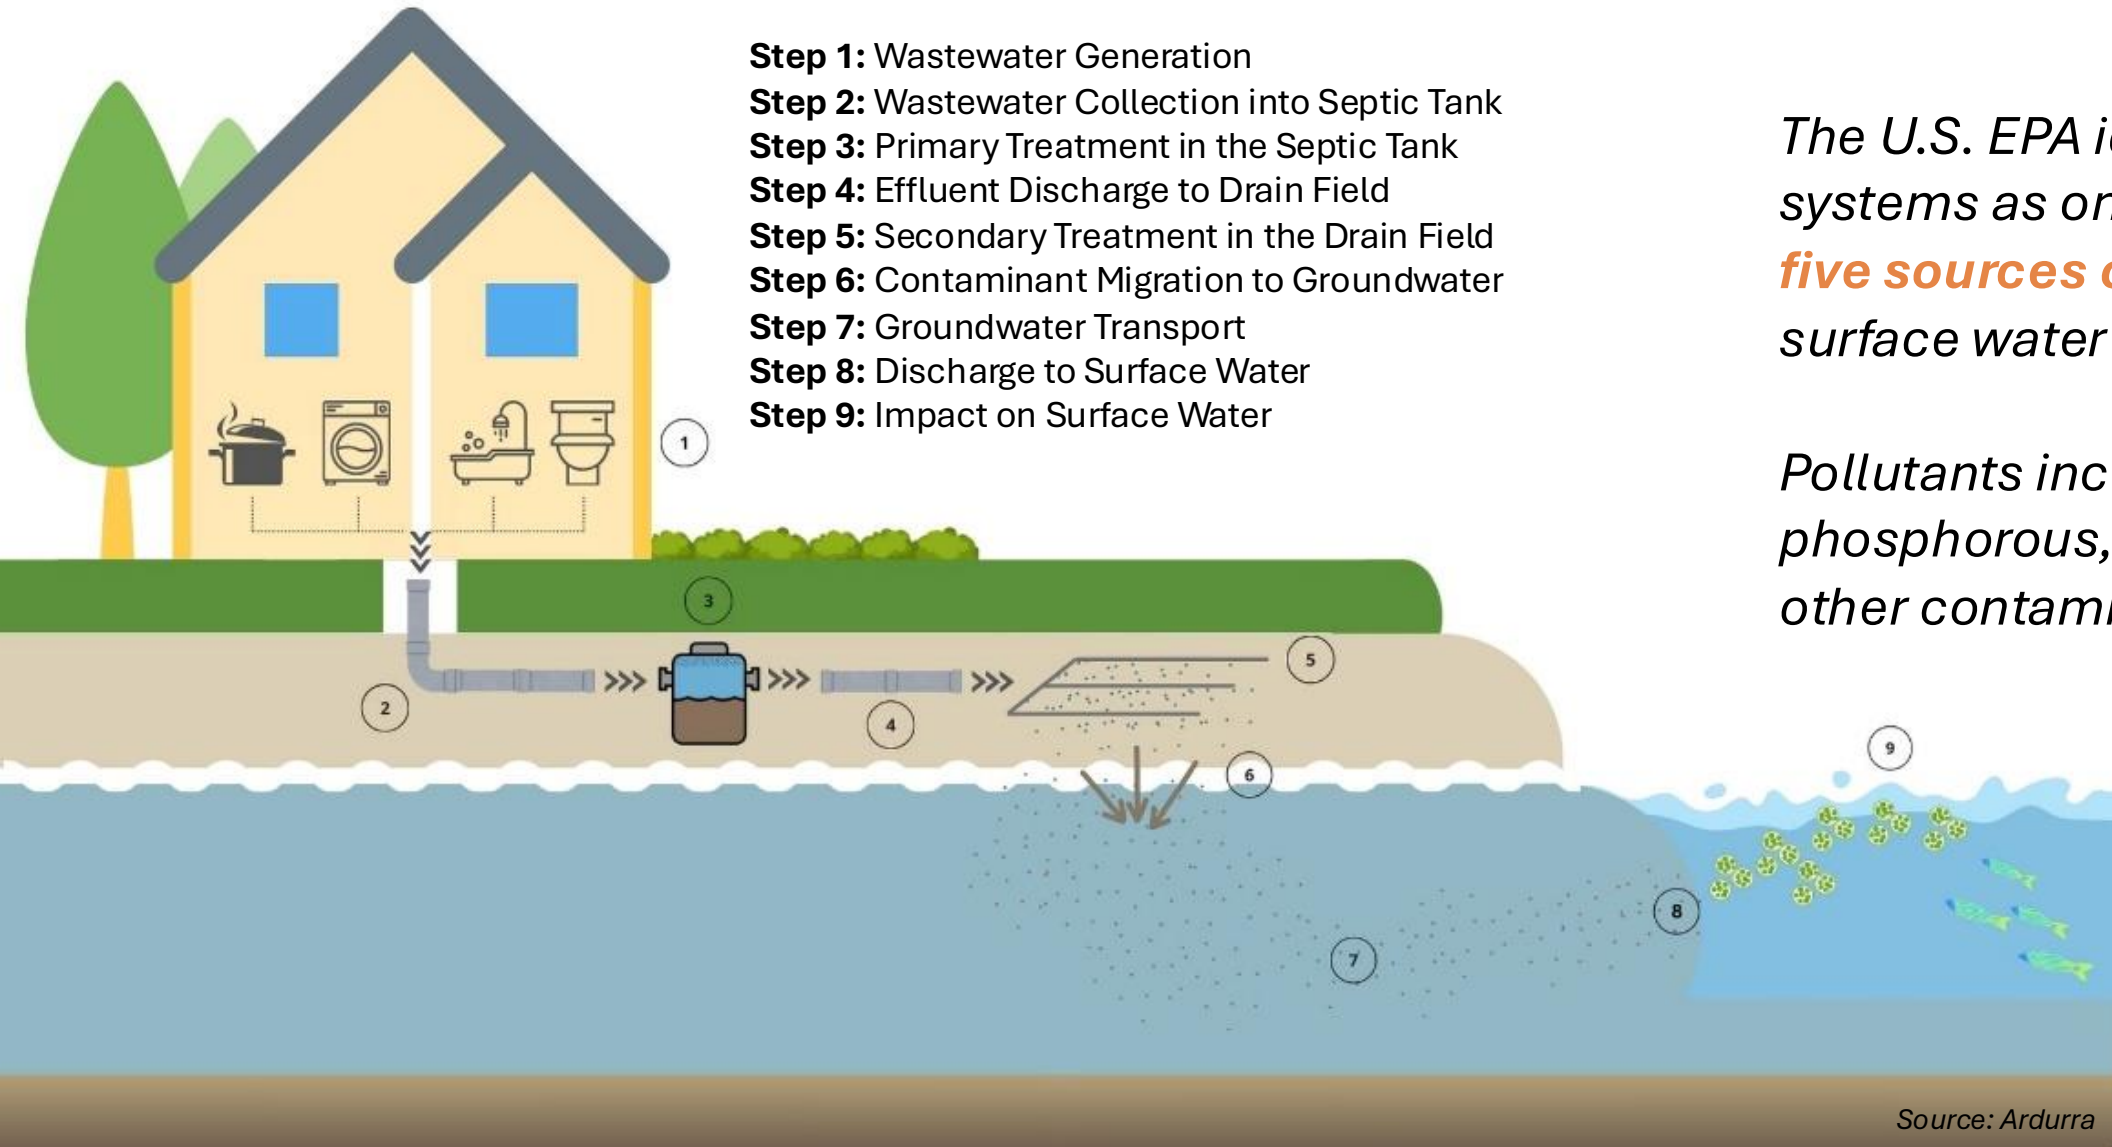 Step 1: Wastewater Generation
Step 2: Wastewater Collection into Septic Tank
Step 3: Primary Treatment in the Septic Tank
Step 4: Effluent Discharge to Drain Field
Step 5: Secondary Treatment in the Drain Field
Step 6: Contaminant Migration to Groundwater
Step 7: Groundwater Transport
Step 8: Discharge to Surface Water
Step 9: Impact on Surface Water
The U.S. EPA
systems as
five sources
surface water
Pollutants
phosphorous,
other
1
3
5
2
4
9
6
8
7
Source: Ardurra